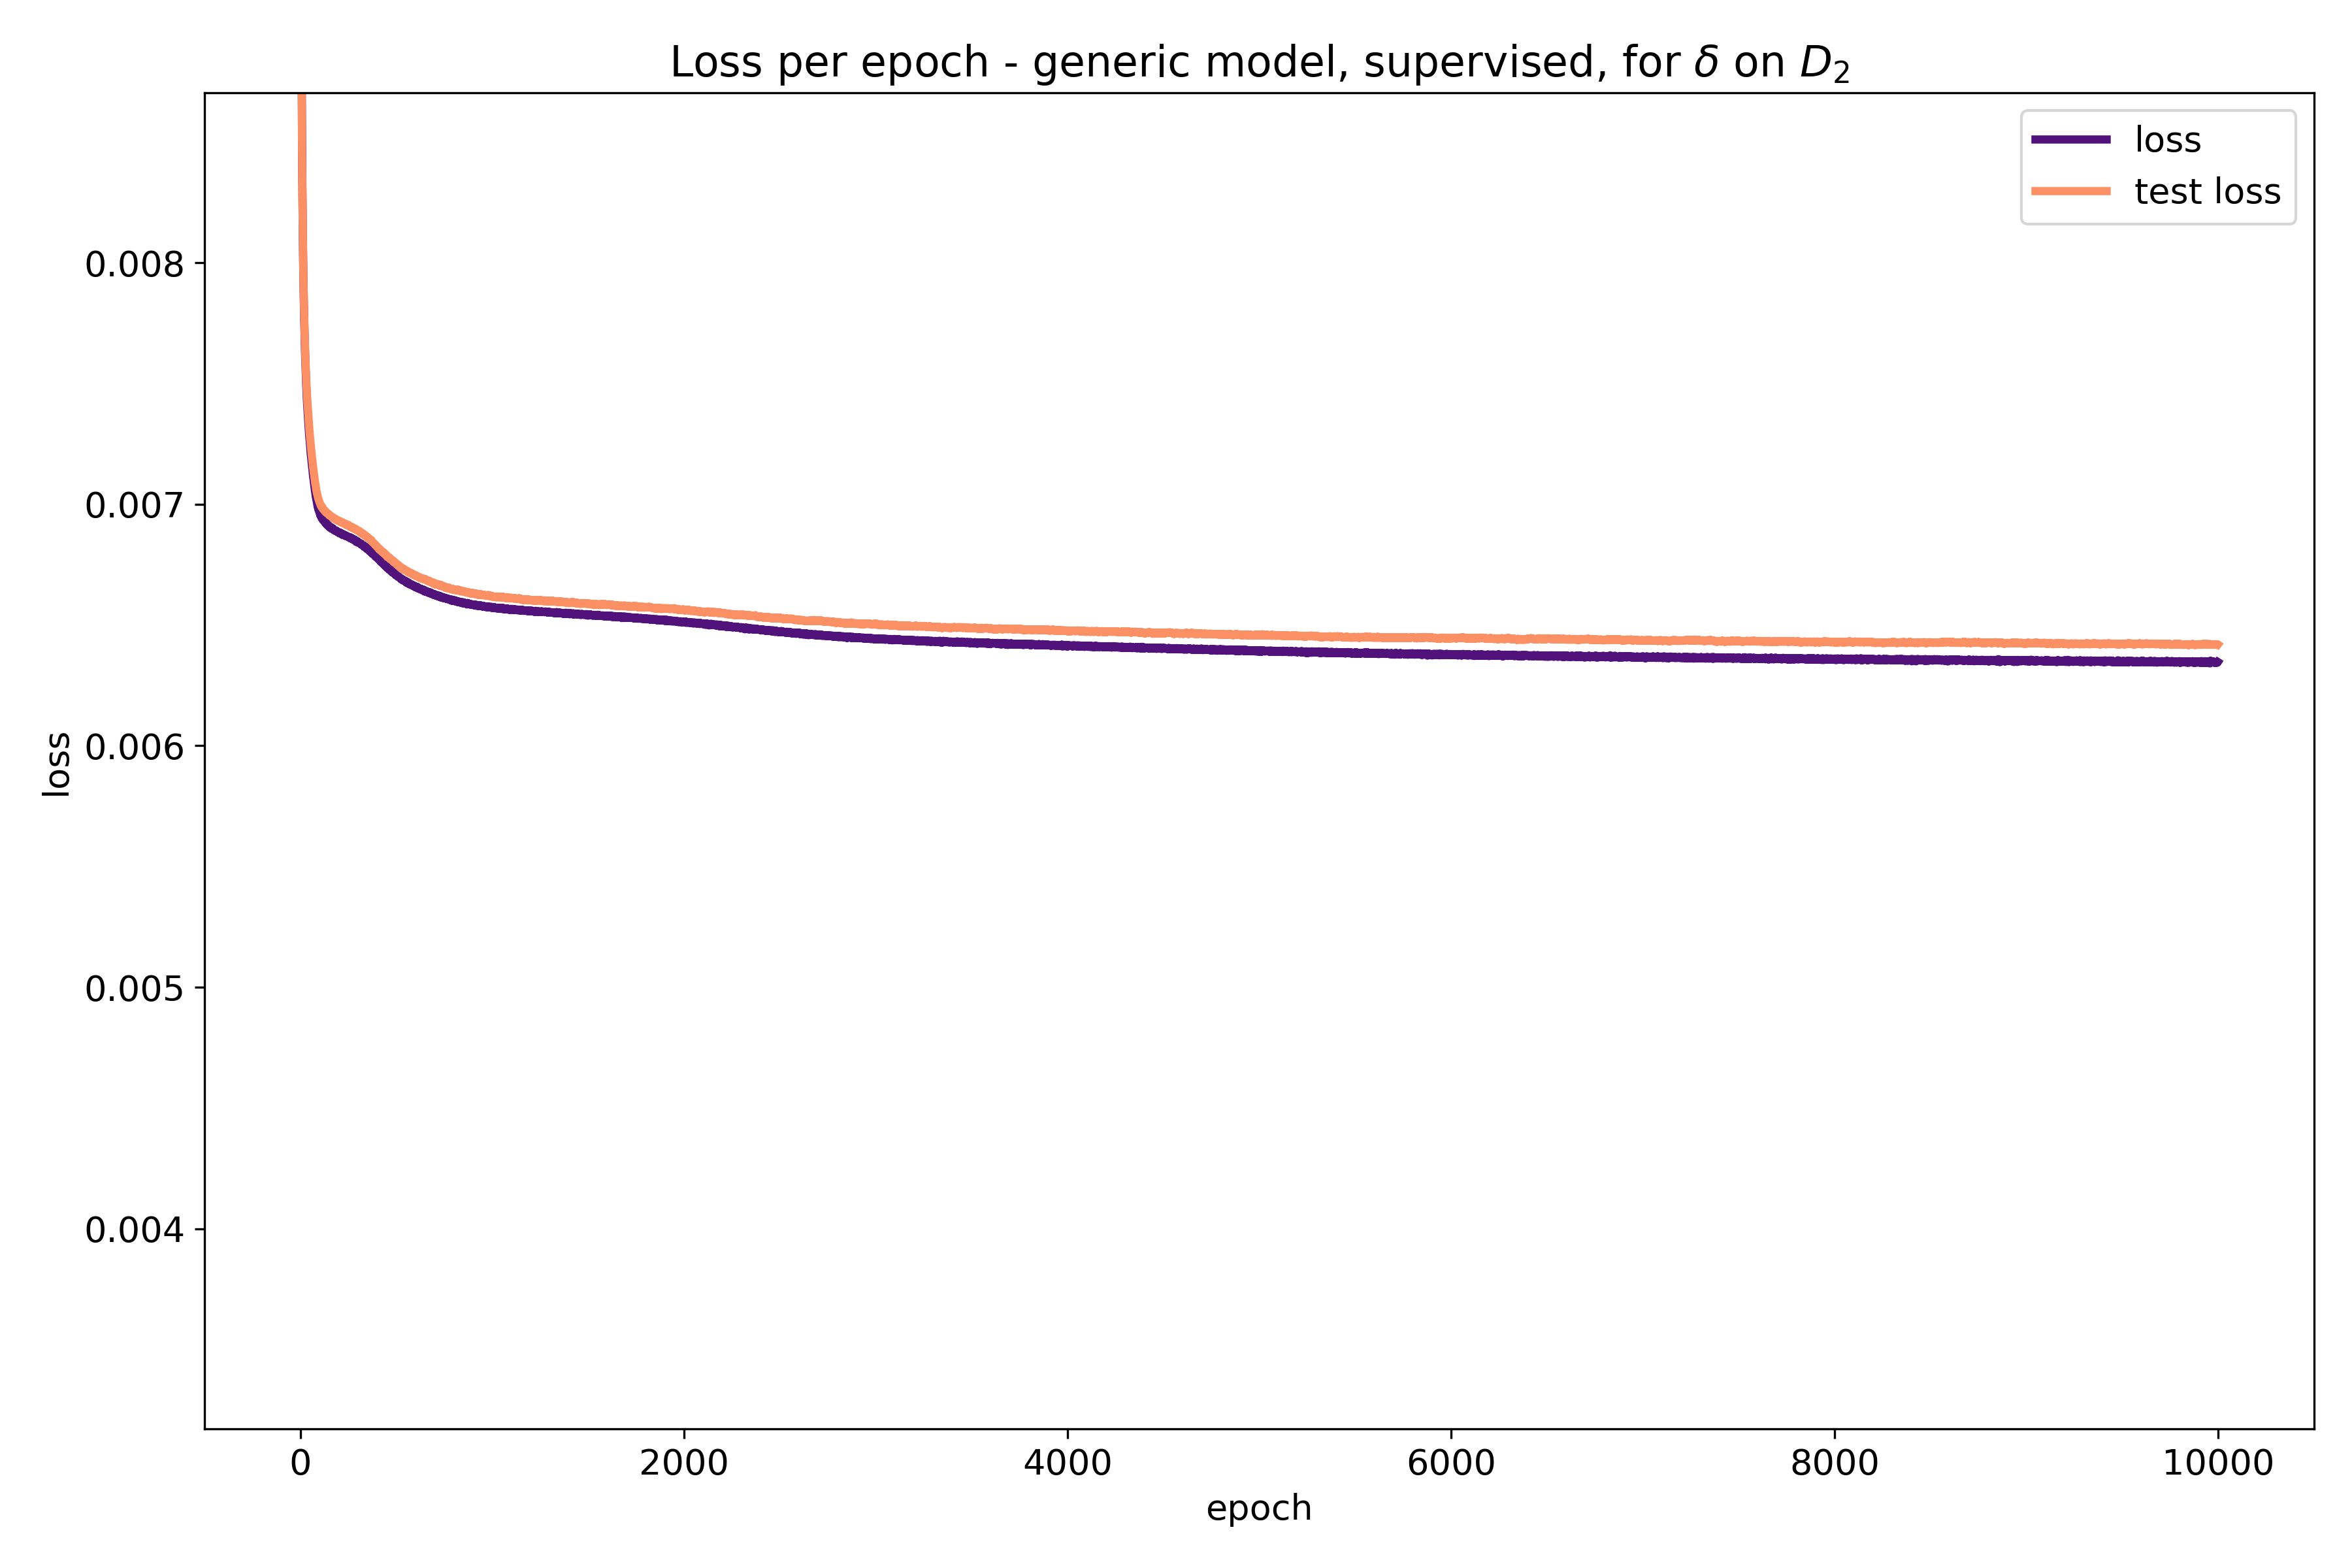 Loss per epoch - generic model, supervised, for δ on D₂
loss
test loss
0.008
0.007
0.006
0.005
0.004
loss
0 2000 4000 6000 8000 10000
epoch